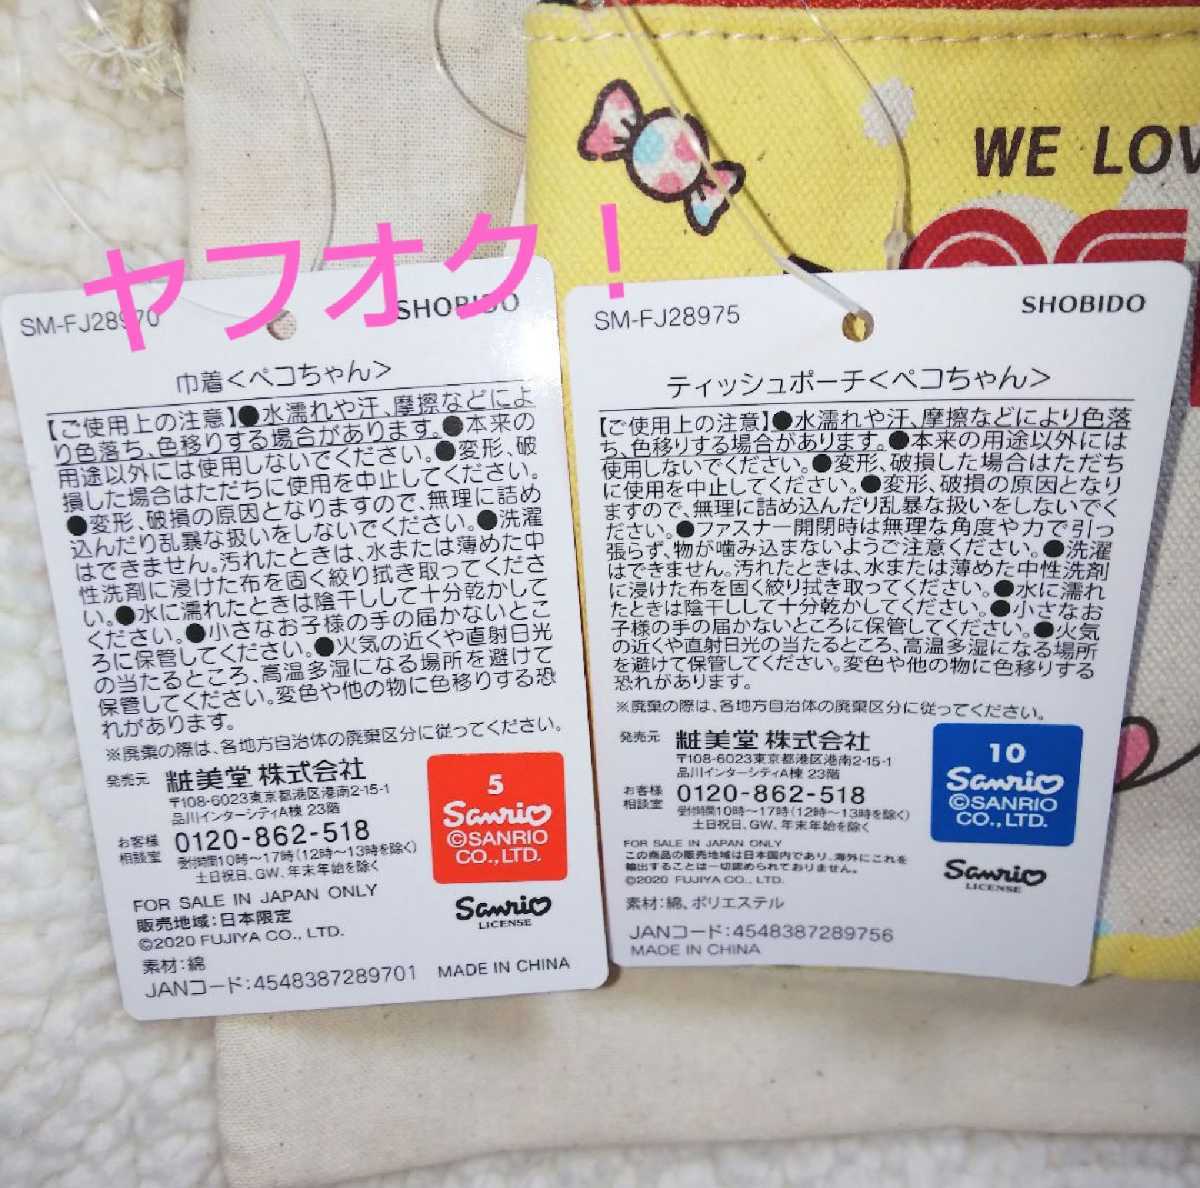 WE LOV
ヤフオク！
SM-FJ28970
SHOBIDO
巾着<ペコちゃん>
【ご使用上の注意】●水濡れや汗、摩擦などによ
り色落ち、色移りする場合があります。●本来の
用途以外には使用しないでください。●変形、破
損した場合はただちに使用を中止してください。
●変形、破損の原因となりますので、無理に詰め
込んだり乱暴な扱いをしないでください。●洗濯
はできません。汚れたときは、水または薄めた中
性洗剤に浸けた布を固く絞り拭き取ってくださ
い。●水に濡れたときは陰干しして十分乾かして
ください。●小さなお子様の手の届かないとこ
ろに保管してください。●火気の近くや直射日光
の当たるところ、高温多湿になる場所を避けて
保管してください。変色や他の物に色移りする恐
れがあります。
※廃棄の際は、各地方自治体の廃棄区分に従ってください。
発売元 粧美堂 株式会社
〒108-6023東京都港区港南2-15-1
品川インターシティA棟 23階
お客様
相談室 0120-862-518
受付時間10時～17時(12時～13時を除く)
土日祝日、GW、年末年始を除く
FOR SALE IN JAPAN ONLY
販売地域：日本限定
©2020 FUJIYA CO., LTD.
素材：綿
JANコード：4548387289701
MADE IN CHINA
5
Sanrio
©SANRIO
CO.,LTD.
Sanrio
LICENSE
SM-FJ28975
SHOBIDO
ティッシュポーチ<ペコちゃん>
【ご使用上の注意】●水濡れや汗、摩擦などにより色落
ち、色移りする場合があります。●本来の用途以外には
使用しないでください。●変形、破損した場合はただち
に使用を中止してください。●変形、破損の原因となり
ますので、無理に詰め込んだり乱暴な扱いをしないでく
ださい。●ファスナー開閉時は無理な角度や力で引っ
張らず、物が噛み込まないようご注意ください。●洗濯
はできません。汚れたときは、水または薄めた中性洗剤
に浸けた布を固く絞り拭き取ってください。●水に濡れ
たときは陰干しして十分乾かしてください。●小さなお
子様の手の届かないところに保管してください。●火気
の近くや直射日光の当たるところ、高温多湿になる場所
を避けて保管してください。変色や他の物に色移りする
恐れがあります。
※廃棄の際は、各地方自治体の廃棄区分に従ってください。
発売元 粧美堂 株式会社
〒108-6023東京都港区港南2-15-1
品川インターシティA棟 23階
お客様
相談室 0120-862-518
受付時間10時～17時(12時～13時を除く)
土日祝日、GW、年末年始を除く
FOR SALE IN JAPAN ONLY
この商品の販売地域は日本国内であり、海外にこれを
輸出することは一切認められておりません。
©2020 FUJIYA CO., LTD.
素材：綿、ポリエステル
JANコード：4548387289756
MADE IN CHINA
10
Sanrio
©SANRIO
CO., LTD.
Sanrio
LICENSE